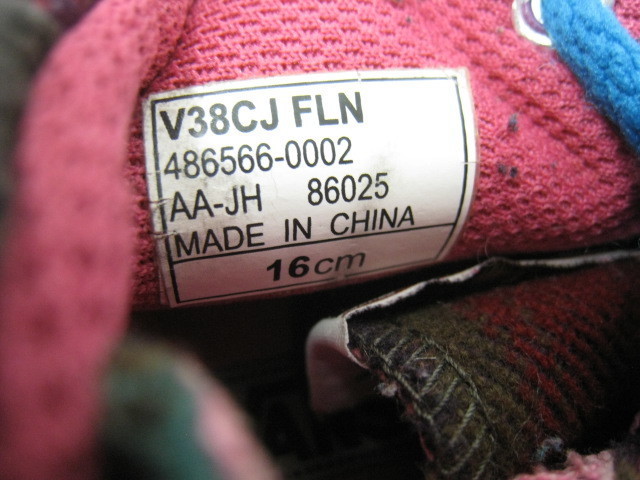 V38CJ FLN
486566-0002
AA-JH 86025
MADE IN CHINA
16cm